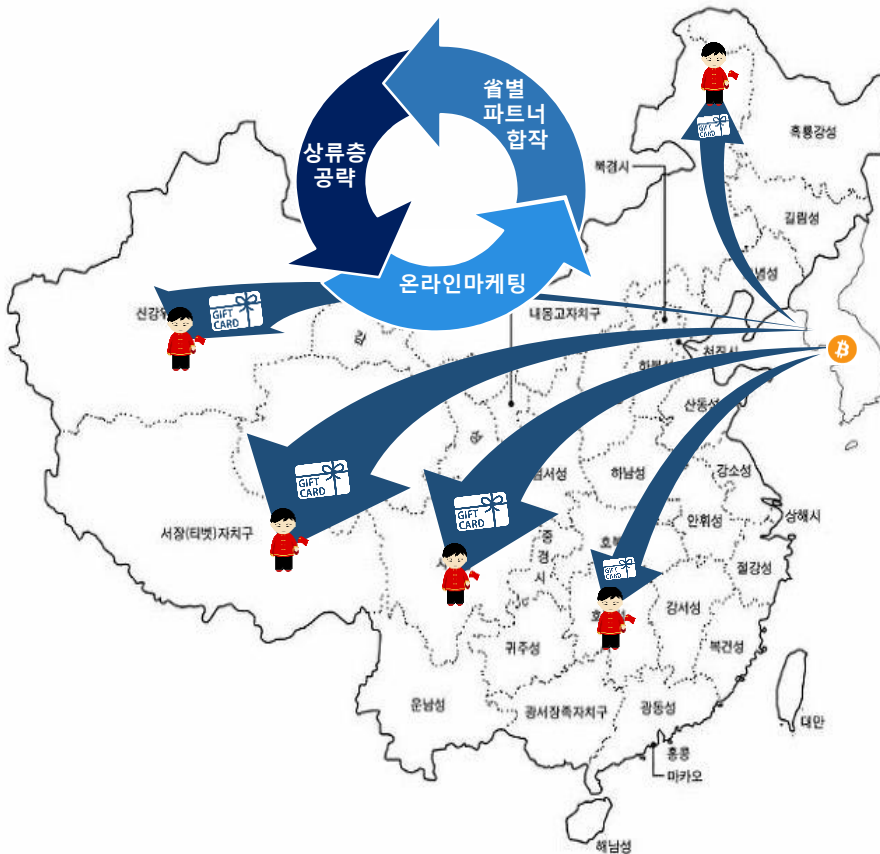 省별
파트너
합작
상류층
공략
온라인마케팅
흑룡강성
북경시
길림성
내몽고자치구
천진시
산동성
GIFT
CARD
GIFT
CARD
GIFT
CARD
GIFT
CARD
GIFT
CARD
하남성
강소성
상해시
안휘성
서장(티벳)자치구
중
경
시
절강성
강서성
복건성
귀주성
운남성
광서장족자치구
광동성
대만
홍콩
마카오
해남성